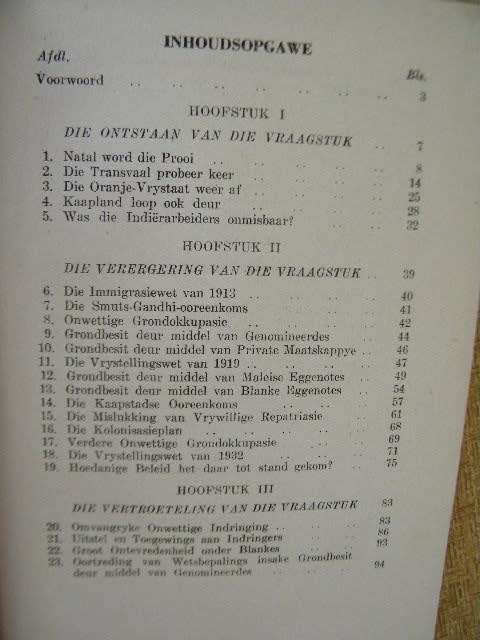 INHOUDSOPGAWE
Afdl. Bls.
Voorwoord .. .. .. .. .. .. .. 3
HOOFSTUK I
DIE ONTSTAAN VAN DIE VRAAGSTUK .. 7
1. Natal word die Prooi .. .. .. .. .. 8
2. Die Transvaal probeer keer .. .. .. .. 14
3. Die Oranje-Vrystaat weer af .. .. .. .. 25
4. Kaapland loop ook deur .. .. .. .. 28
5. Was die Indiërarbeiders onmisbaar? .. .. .. 32
HOOFSTUK II
DIE VERERGERING VAN DIE VRAAGSTUK .. 39
6. Die Immigrasiewet van 1913 .. .. .. .. 40
7. Die Smuts-Gandhi-ooreenkoms .. .. .. 41
8. Onwettige Grondokkupasie .. .. .. .. 42
9. Grondbesit deur middel van Genomineerdes .. .. 44
10. Grondbesit deur middel van Private Maatskappye .. 46
11. Die Vrystellingswet van 1919 .. .. .. .. 47
12. Grondbesit deur middel van Maleise Eggenotes .. 49
13. Grondbesit deur middel van Blanke Eggenotes .. 54
14. Die Kaapstadse Ooreenkoms .. .. .. .. 57
15. Die Mislukking van Vrywillige Repatriasie .. .. 61
16. Die Kolonisasieplan .. .. .. .. .. 68
17. Verdere Onwettige Grondokkupasie .. .. .. 69
18. Die Vrystellingswet van 1932 .. .. .. .. 71
19. Hoedanige Beleid het daar tot stand gekom? .. .. 75
HOOFSTUK III
DIE VERTROETELING VAN DIE VRAAGSTUK .. 83
20. Omvangryke Onwettige Indringing .. .. .. 83
21. Uitstel en Toegewings aan Indringers .. .. 86
22. Groot Ontevredenheid onder Blankes .. .. 93
23. Oortreding van Wetsbepalings insake Grondbesit
deur middel van Genomineerdes .. .. .. 94